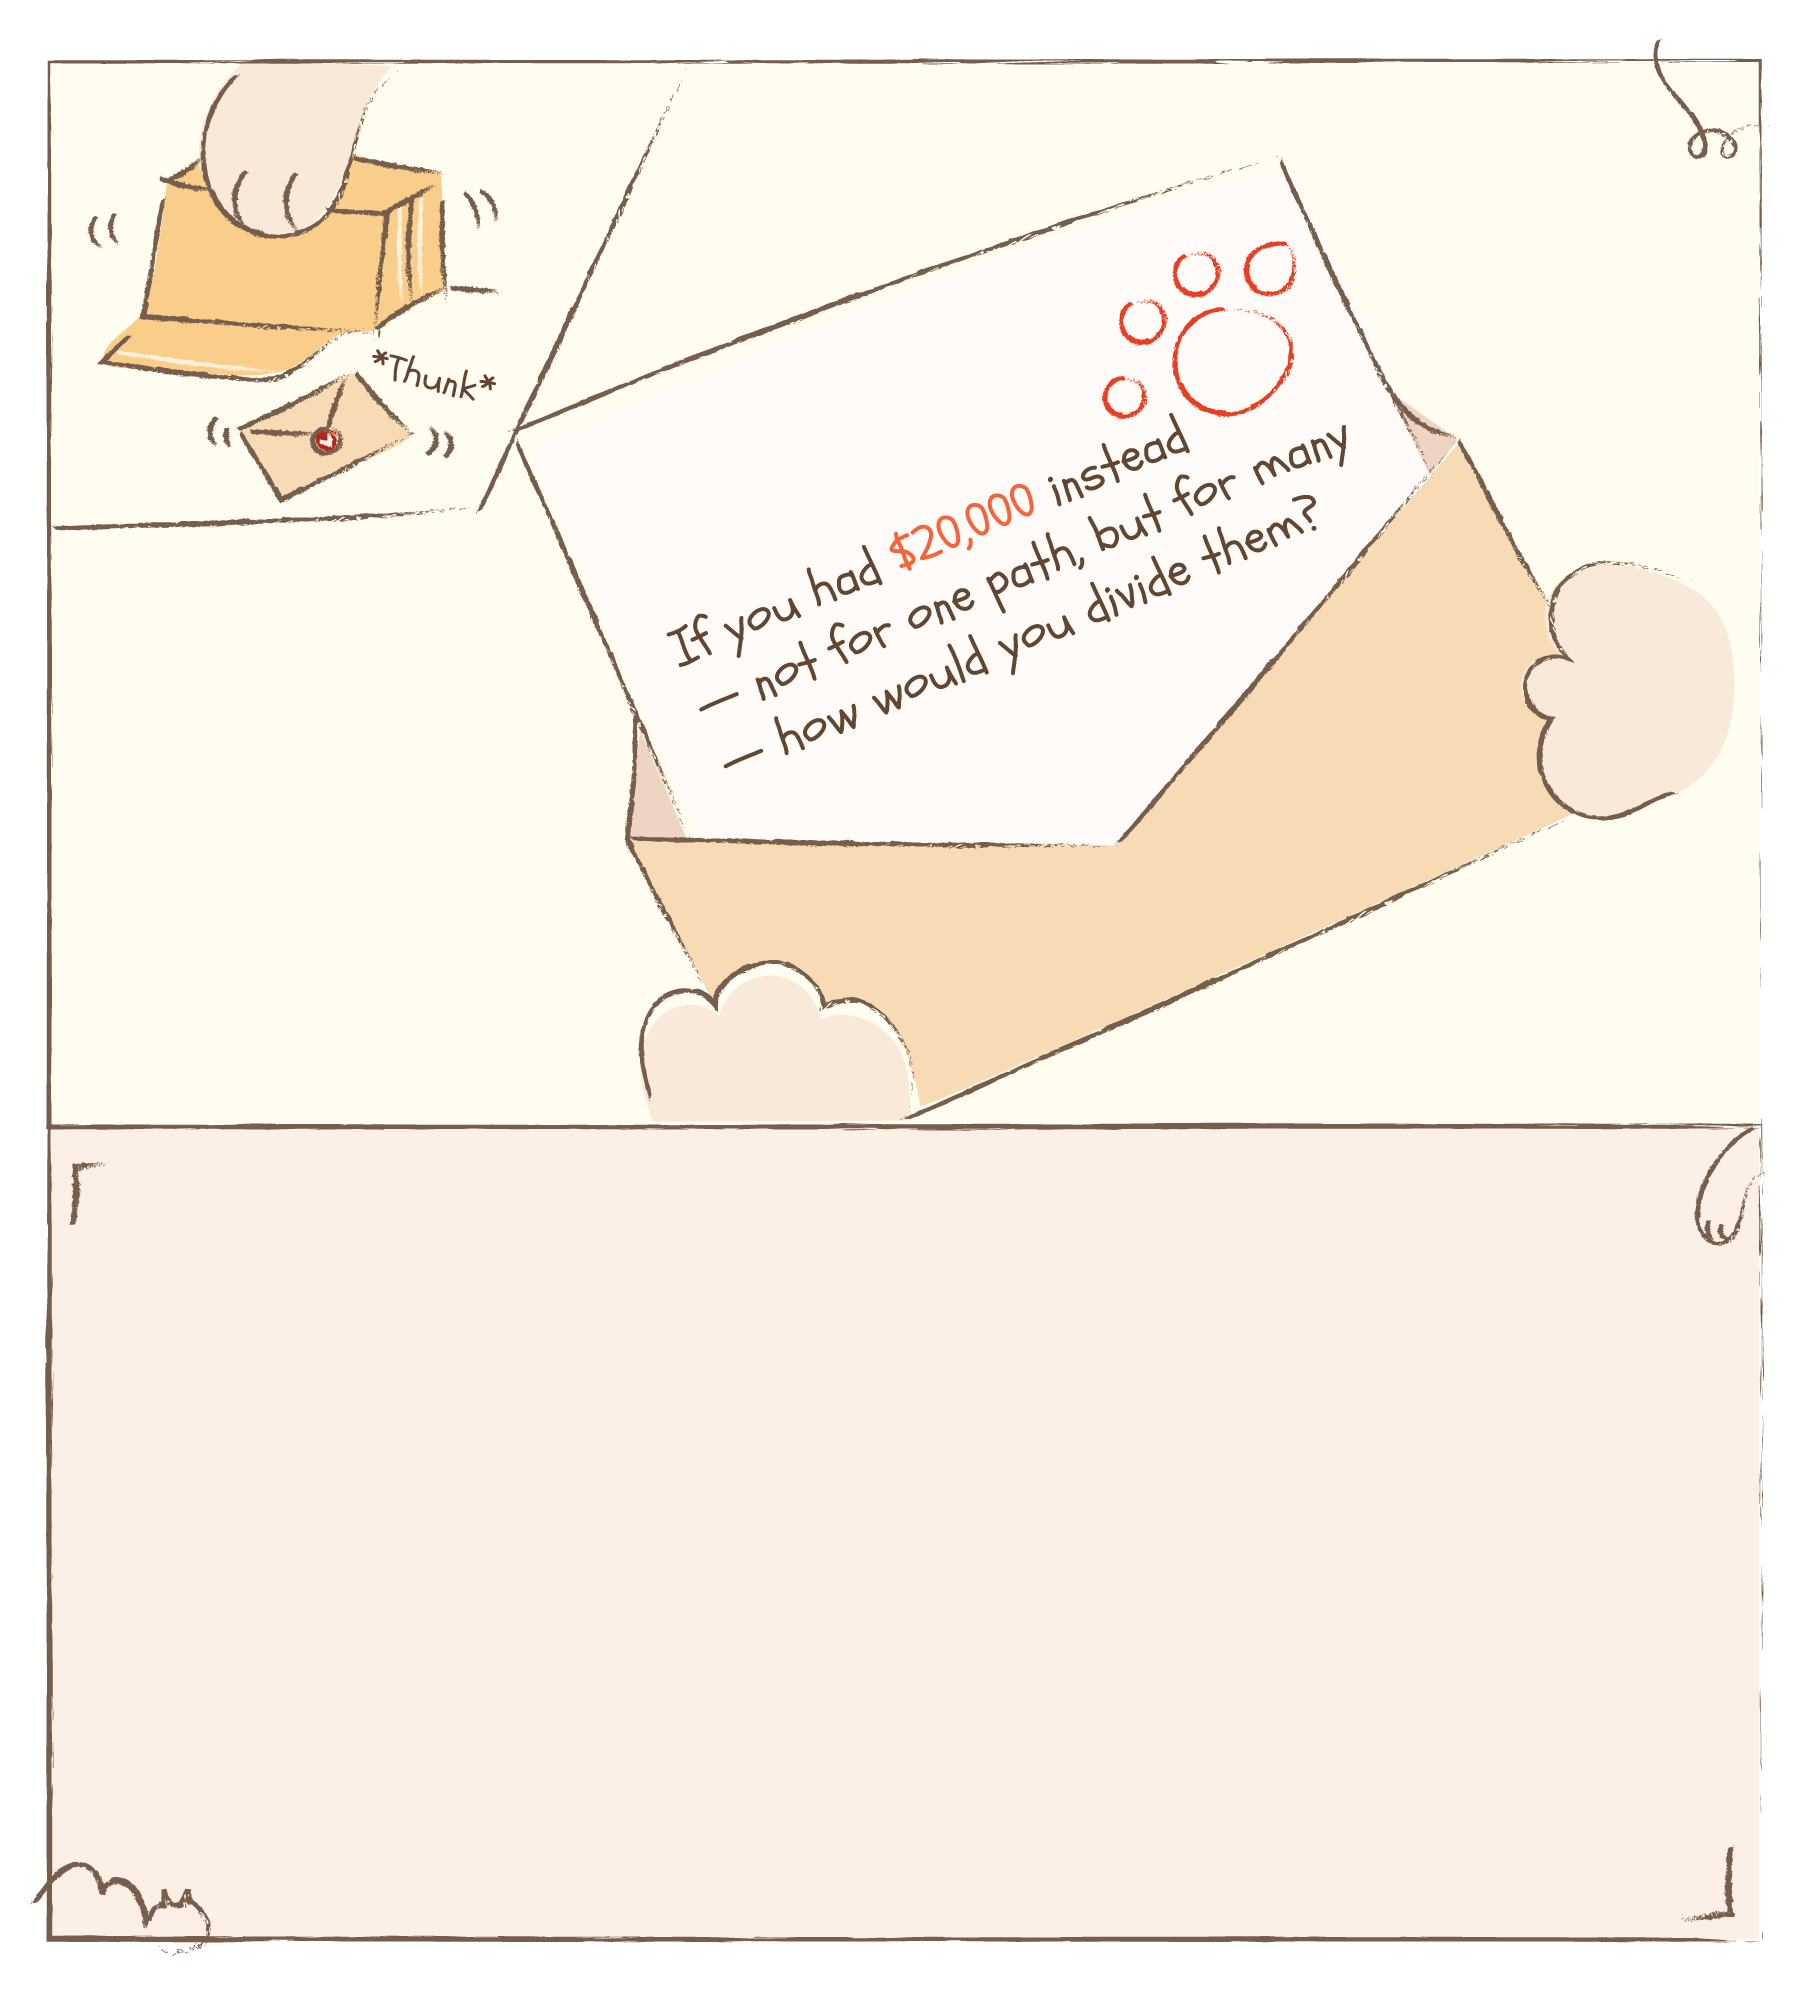 *Thunk*
If you had $20,000 instead
— not for one path, but for many
— how would you divide them?